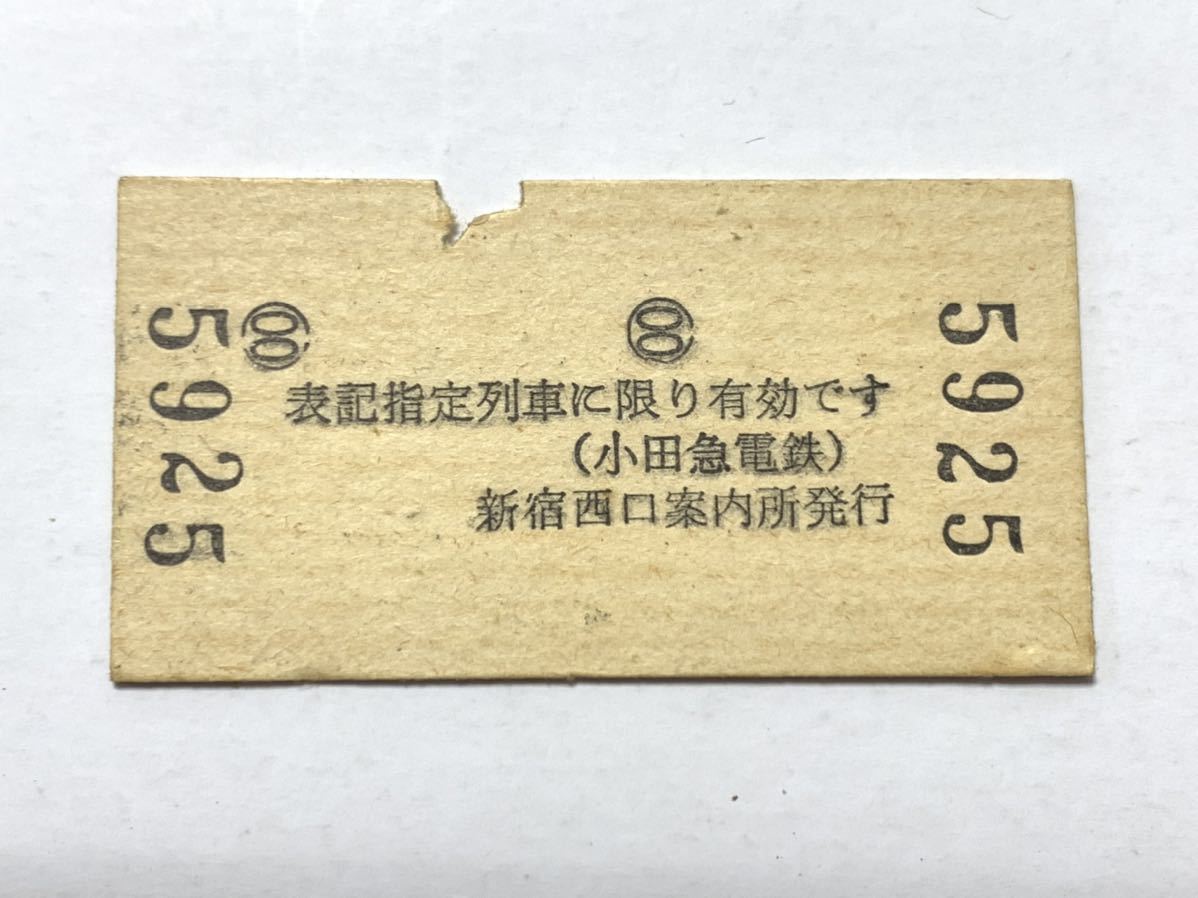 5925
00 00
表記指定列車に限り有効です
(小田急電鉄)
新宿西口案内所発行
5925